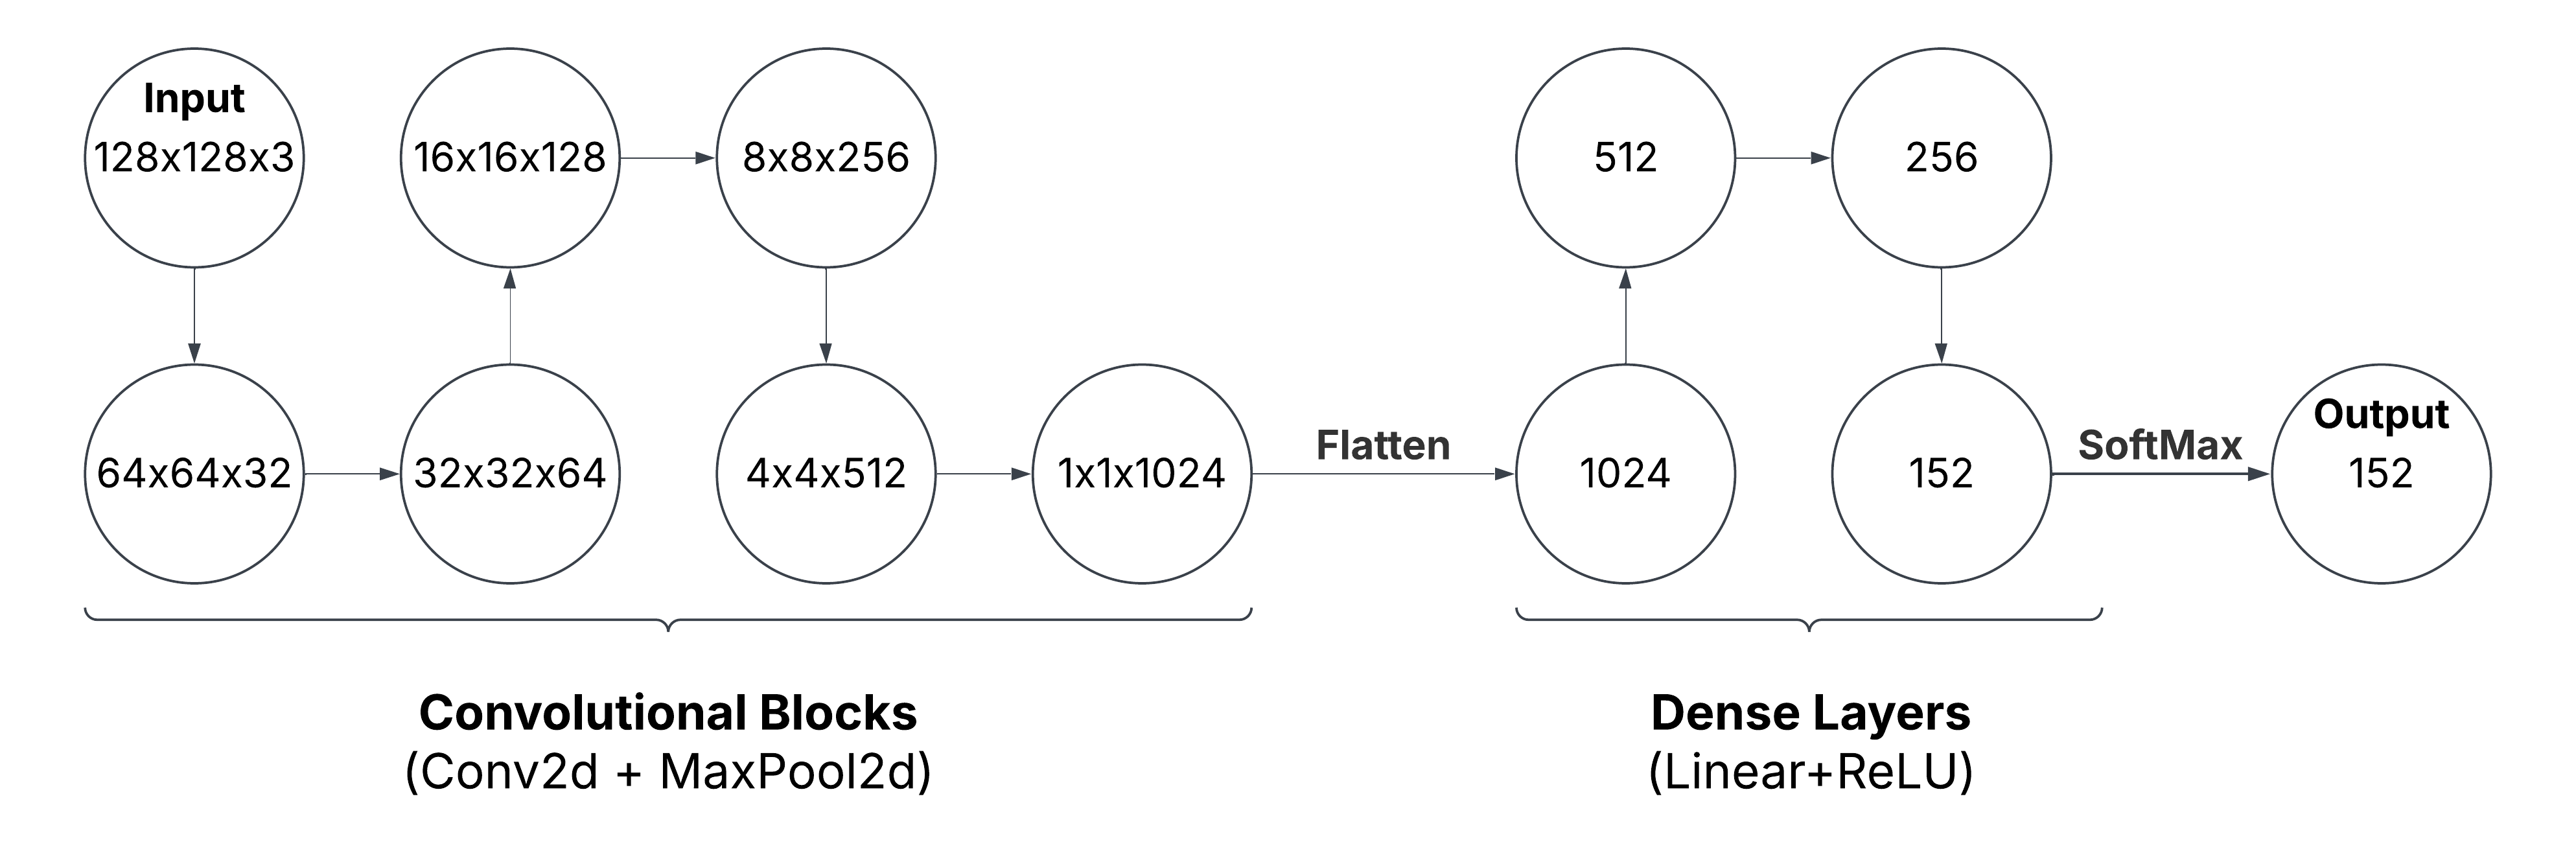 Input
128x128x3
64x64x32
32x32x64
16x16x128
8x8x256
4x4x512
1x1x1024
Flatten
1024
512
256
152
SoftMax
Output
152
Convolutional Blocks
(Conv2d + MaxPool2d)
Dense Layers
(Linear+ReLU)